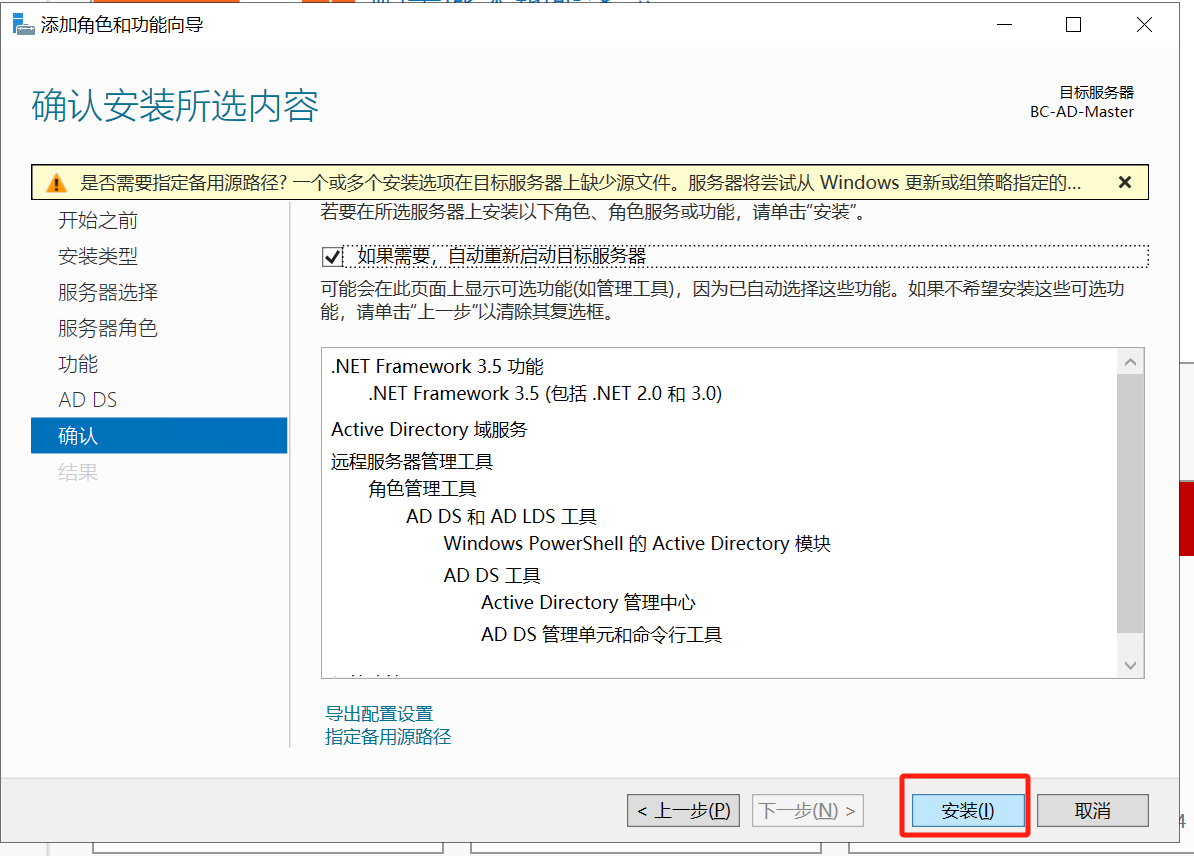 添加角色和功能向导
确认安装所选内容
目标服务器
BC-AD-Master
是否需要指定备用源路径? 一个或多个安装选项在目标服务器上缺少源文件。服务器将尝试从 Windows 更新或组策略指定的...
开始之前
安装类型
服务器选择
服务器角色
功能
AD DS
确认
结果
若要在所选服务器上安装以下角色、角色服务或功能，请单击“安装”。
如果需要，自动重新启动目标服务器
可能会在此页面上显示可选功能(如管理工具)，因为已自动选择这些功能。如果不希望安装这些可选功
能，请单击“上一步”以清除其复选框。
.NET Framework 3.5 功能
.NET Framework 3.5 (包括 .NET 2.0 和 3.0)
Active Directory 域服务
远程服务器管理工具
角色管理工具
AD DS 和 AD LDS 工具
Windows PowerShell 的 Active Directory 模块
AD DS 工具
Active Directory 管理中心
AD DS 管理单元和命令行工具
导出配置设置
指定备用源路径
< 上一步(P)
下一步(N) >
安装(I)
取消
4